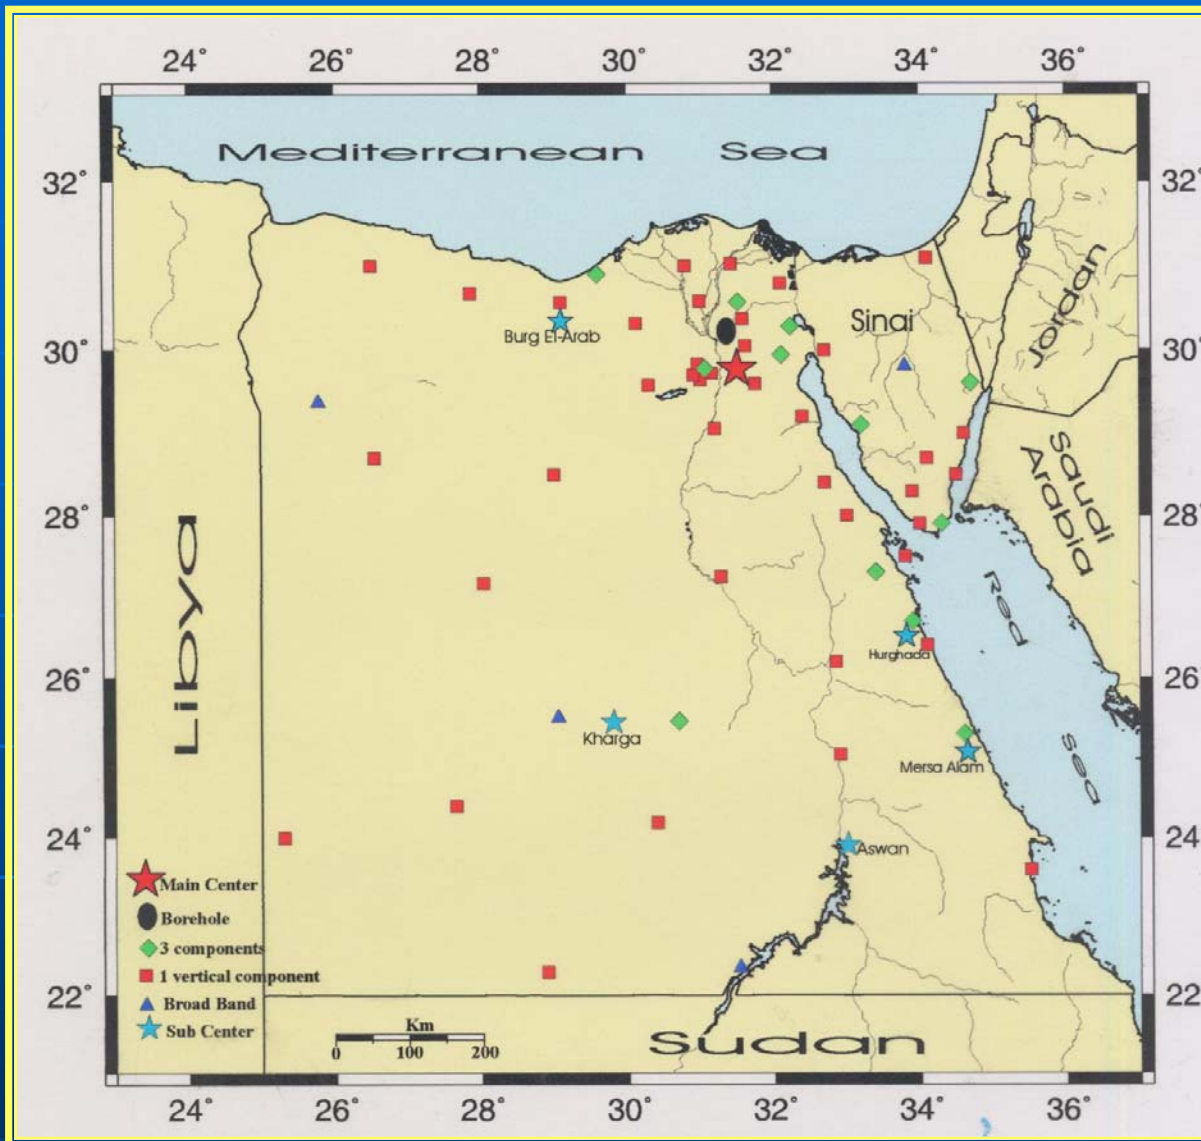 24° 26° 28° 30° 32° 34° 36°
Mediterranean Sea
32° 32°
Jordan
Sinai
Burg El-Arab
30° 30°
Saudi
Arabia
28° 28°
Red
Sea
Libya
Hurghada
26° 26°
Kharga
Mersa Alam
24° 24°
Aswan
Main Center
Borehole
3 components
1 vertical component
Broad Band
Sub Center
22° 22°
Km
0 100 200
Sudan
24° 26° 28° 30° 32° 34° 36°